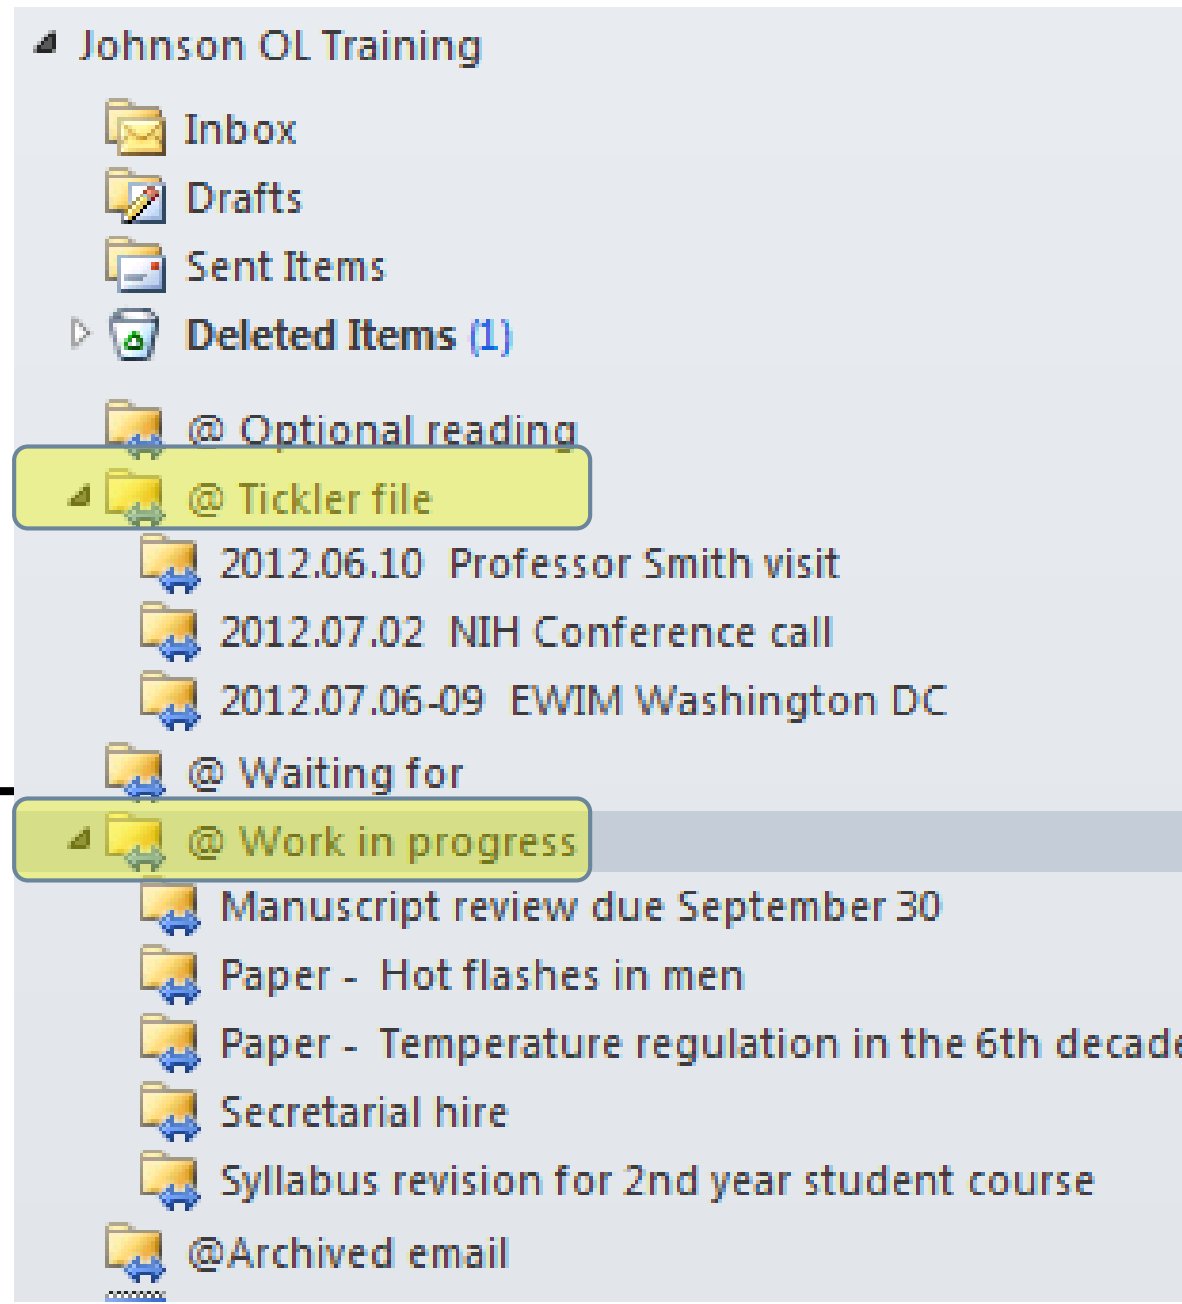 Johnson OL Training
Inbox
Drafts
Sent Items
Deleted Items (1)
@ Optional reading
@ Tickler file
2012.06.10  Professor Smith visit
2012.07.02  NIH Conference call
2012.07.06-09  EWIM Washington DC
@ Waiting for
@ Work in progress
Manuscript review due September 30
Paper -  Hot flashes in men
Paper -  Temperature regulation in the 6th decade
Secretarial hire
Syllabus revision for 2nd year student course
@Archived email